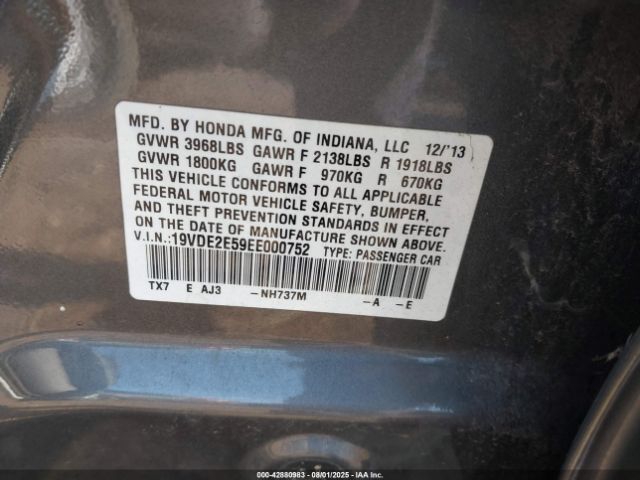 MFD. BY HONDA MFG. OF INDIANA, LLC 12/'13
GVWR 3968LBS GAWR F 2138LBS R 1918LBS
GVWR 1800KG GAWR F 970KG R 670KG
THIS VEHICLE CONFORMS TO ALL APPLICABLE
FEDERAL MOTOR VEHICLE SAFETY, BUMPER,
AND THEFT PREVENTION STANDARDS IN EFFECT
ON THE DATE OF MANUFACTURE SHOWN ABOVE.
V.I.N.:19VDE2E59EE000752 TYPE: PASSENGER CAR
TX7 E AJ3 -NH737M -A -E
000-42880983 - 08/01/2025 - IAAI.COM